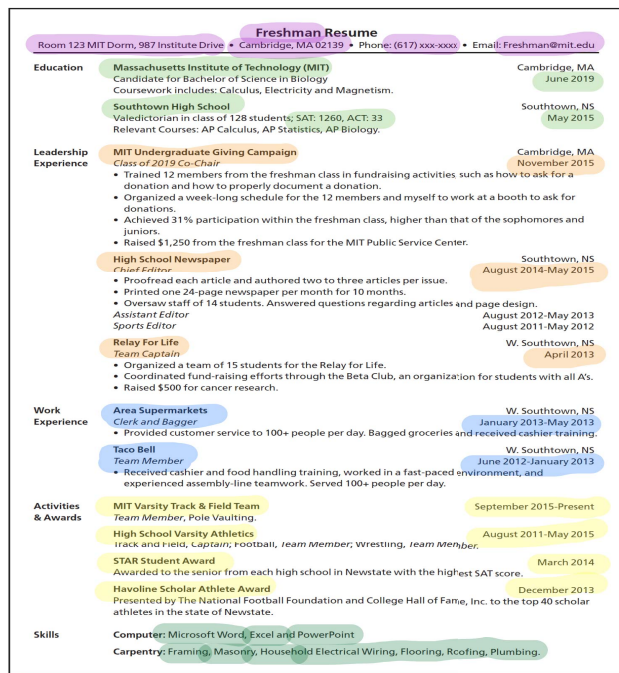 Freshman Resume
Room 123 MIT Dorm, 987 Institute Drive • Cambridge, MA 02139 • Phone: (617) xxx-xxxx • Email: Freshman@mit.edu
Education Massachusetts Institute of Technology (MIT) Cambridge, MA
Candidate for Bachelor of Science in Biology June 2019
Coursework includes: Calculus, Electricity and Magnetism.
Southtown High School Southtown, NS
Valedictorian in class of 128 students; SAT: 1260, ACT: 33 May 2015
Relevant Courses: AP Calculus, AP Statistics, AP Biology.
Leadership MIT Undergraduate Giving Campaign Cambridge, MA
Experience Class of 2019 Co-Chair November 2015
• Trained 12 members from the freshman class in fundraising activities such as how to ask for a
donation and how to properly document a donation.
• Organized a week-long schedule for the 12 members and myself to work at a booth to ask for
donations.
• Achieved 31% participation within the freshman class, higher than that of the sophomores and
juniors.
• Raised $1,250 from the freshman class for the MIT Public Service Center.
High School Newspaper Southtown, NS
Chief Editor August 2014-May 2015
• Proofread each article and authored two to three articles per issue.
• Printed one 24-page newspaper per month for 10 months.
• Oversaw staff of 14 students. Answered questions regarding articles and page design.
Assistant Editor August 2012-May 2013
Sports Editor August 2011-May 2012
Relay For Life W. Southtown, NS
Team Captain April 2013
• Organized a team of 15 students for the Relay for Life.
• Coordinated fund-raising efforts through the Beta Club, an organization for students with all A's.
• Raised $500 for cancer research.
Work Area Supermarkets W. Southtown, NS
Experience Clerk and Bagger January 2013-May 2013
• Provided customer service to 100+ people per day. Bagged groceries and received cashier training.
Taco Bell W. Southtown, NS
Team Member June 2012-January 2013
• Received cashier and food handling training, worked in a fast-paced environment, and
experienced assembly-line teamwork. Served 100+ people per day.
Activities MIT Varsity Track & Field Team September 2015-Present
& Awards Team Member, Pole Vaulting.
High School Varsity Athletics August 2011-May 2015
Track and Field, Captain; Football, Team Member; Wrestling, Team Member.
STAR Student Award March 2014
Awarded to the senior from each high school in Newstate with the highest SAT score.
Havoline Scholar Athlete Award December 2013
Presented by The National Football Foundation and College Hall of Fame, Inc. to the top 40 scholar
athletes in the state of Newstate.
Skills Computer: Microsoft Word, Excel and PowerPoint
Carpentry: Framing, Masonry, Household Electrical Wiring, Flooring, Roofing, Plumbing.